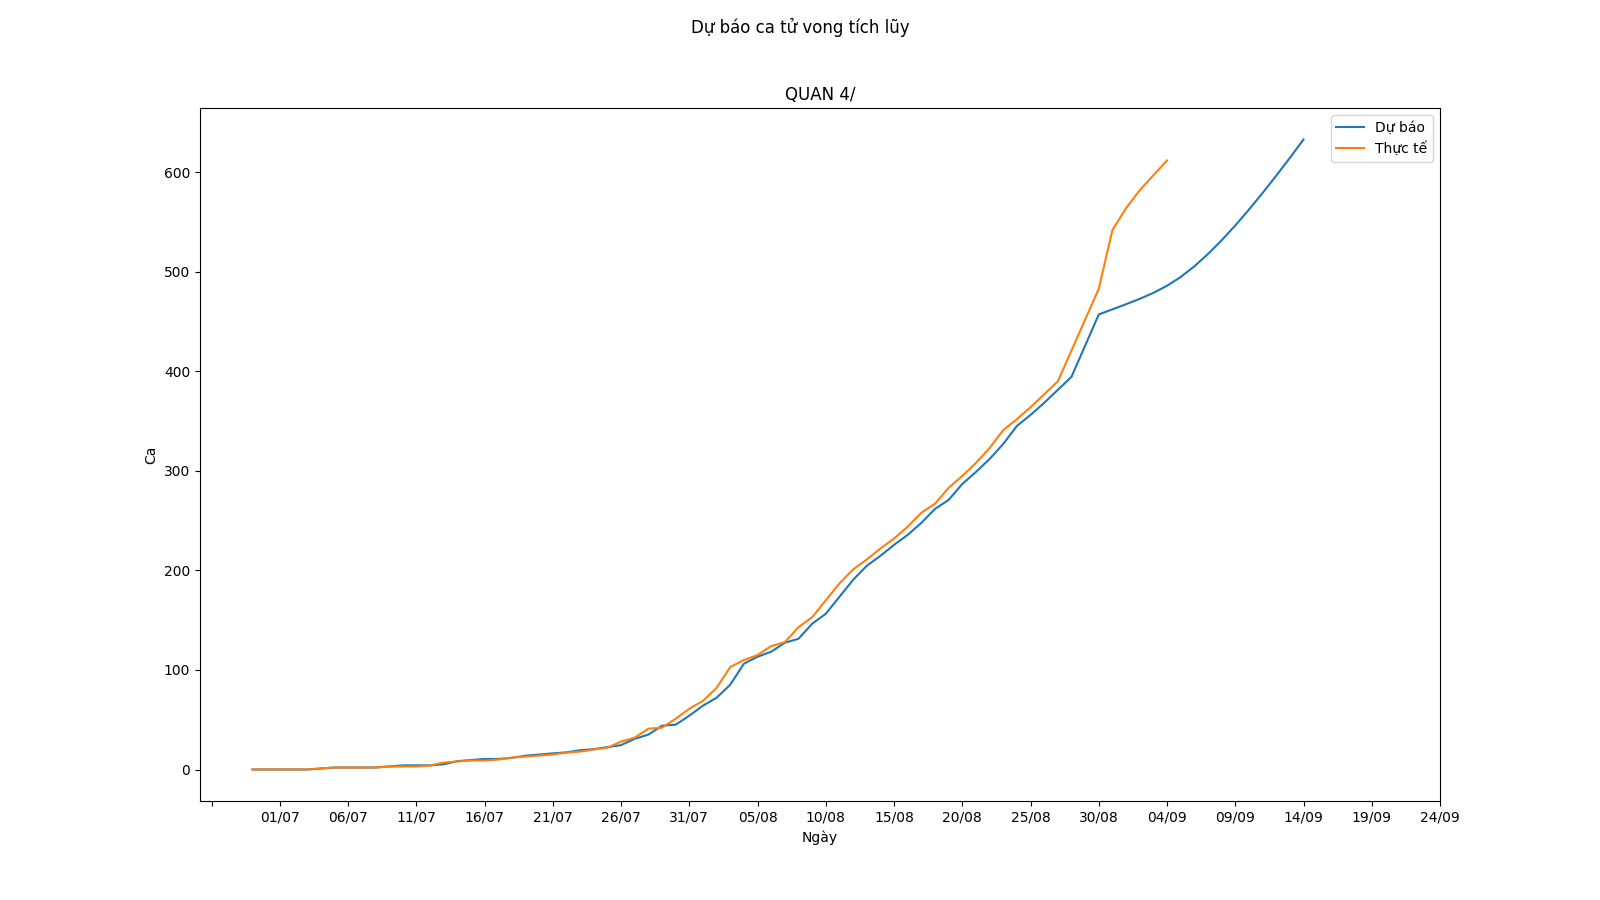 Dự báo ca tử vong tích lũy
QUAN 4/
Dự báo
Thực tế
600
500
400
300
200
100
0
Ca
01/07 06/07 11/07 16/07 21/07 26/07 31/07 05/08 10/08 15/08 20/08 25/08 30/08 04/09 09/09 14/09 19/09 24/09
Ngày